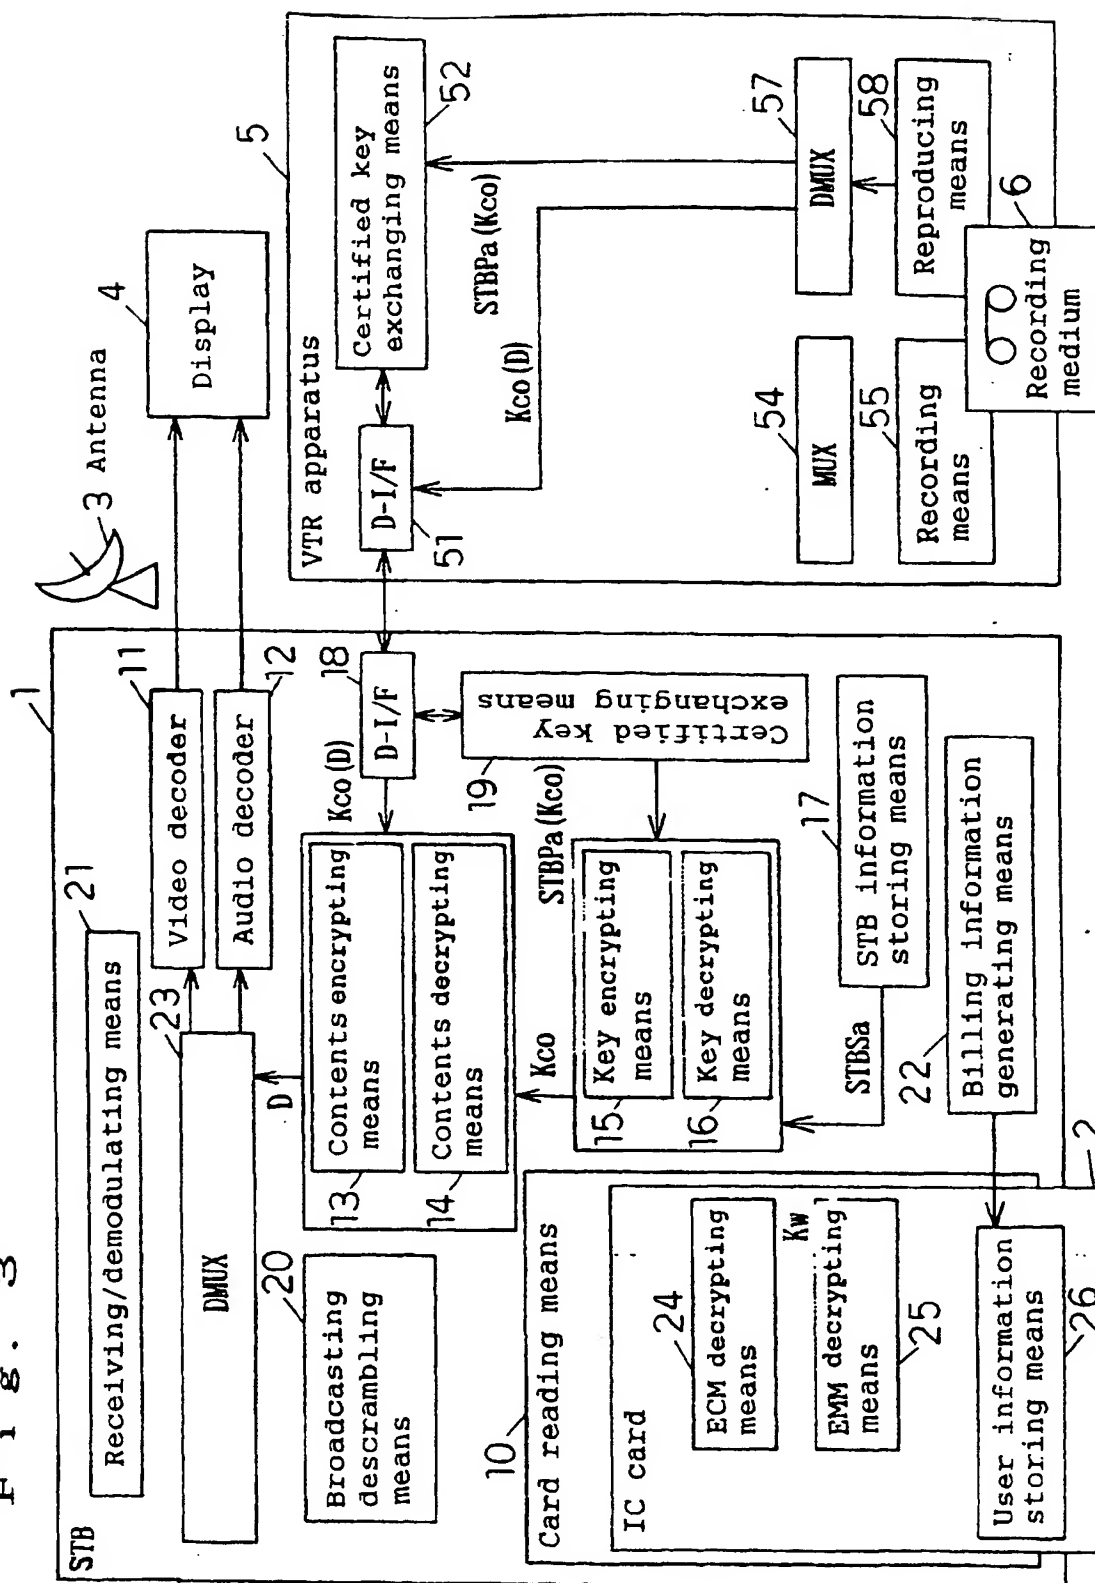 Fig. 3
STB
1
Receiving/demodulating means
21
DMUX
23
Video decoder
11
Audio decoder
12
3 Antenna
Display
4
Broadcasting
descrambling
means
20
D
Contents encrypting
means
13
Contents decrypting
means
14
Kco(D)
D-I/F
18
Certified key
exchanging means
19
STBPa(Kco)
Kco
Key encrypting
means
15
Key decrypting
means
16
STBSa
STB information
storing means
17
Billing information
generating means
22
Card reading means
10
IC card
2
ECM decrypting
means
24
Kw
EMM decrypting
means
25
User information
storing means
26
VTR apparatus
5
D-I/F
51
Certified key
exchanging means
52
STBPa(Kco)
Kco(D)
MUX
54
DMUX
57
Recording
means
55
Reproducing
means
58
Recording
medium
6